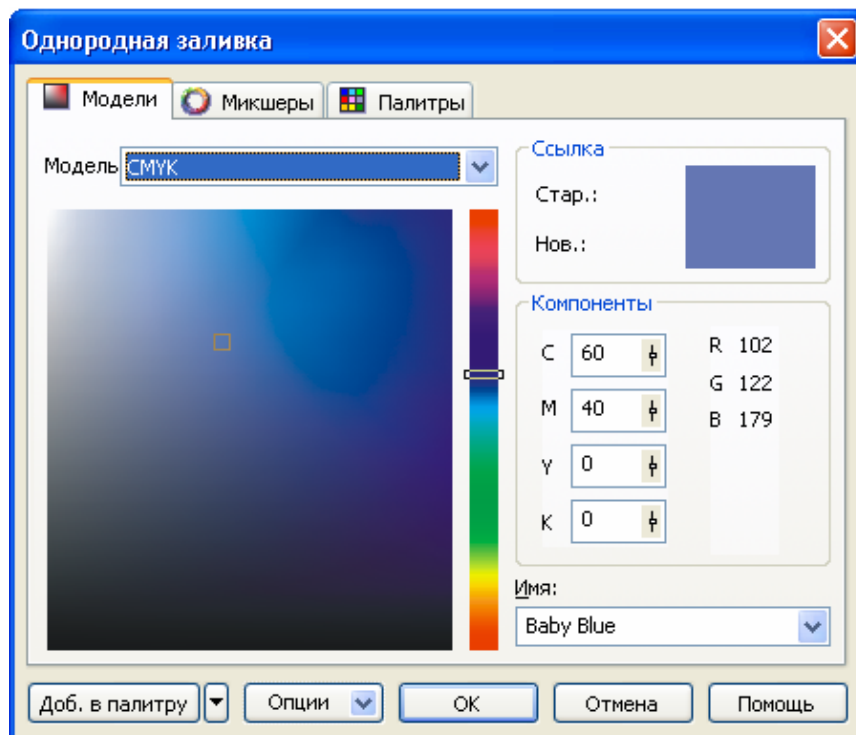 Однородная заливка
Модели Микшеры Палитры
Модель CMYK
Ссылка
Стар.:
Нов.:
Компоненты
C 60 R 102
G 122
M 40 B 179
Y 0
K 0
Имя:
Baby Blue
Доб. в палитру Опции OK Отмена Помощь